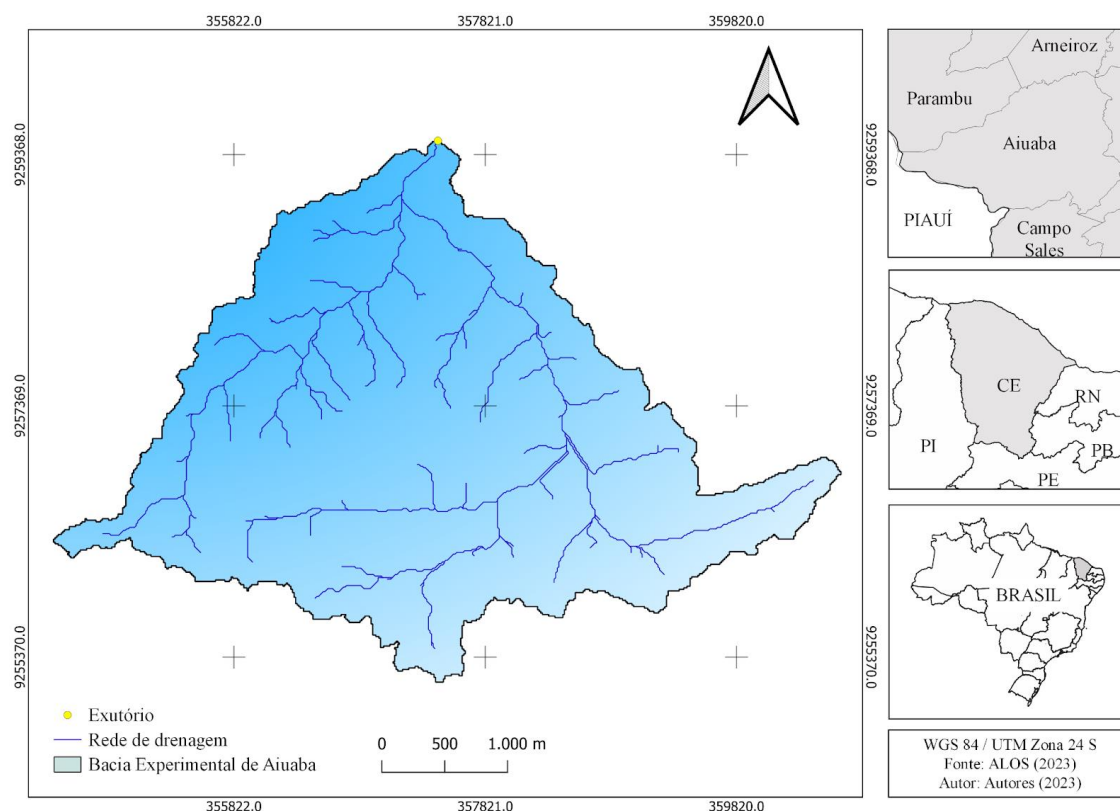 355822.0
357821.0
359820.0
9259368.0
9257369.0
9255370.0
9259368.0
9257369.0
9255370.0
Exutório
Rede de drenagem
Bacia Experimental de Aiuaba
0 500 1.000 m
355822.0
357821.0
359820.0
Arneiroz
Parambu
Aiuaba
PIAUÍ
Campo
Sales
CE
RN
PI
PB
PE
BRASIL
WGS 84 / UTM Zona 24 S
Fonte: ALOS (2023)
Autor: Autores (2023)